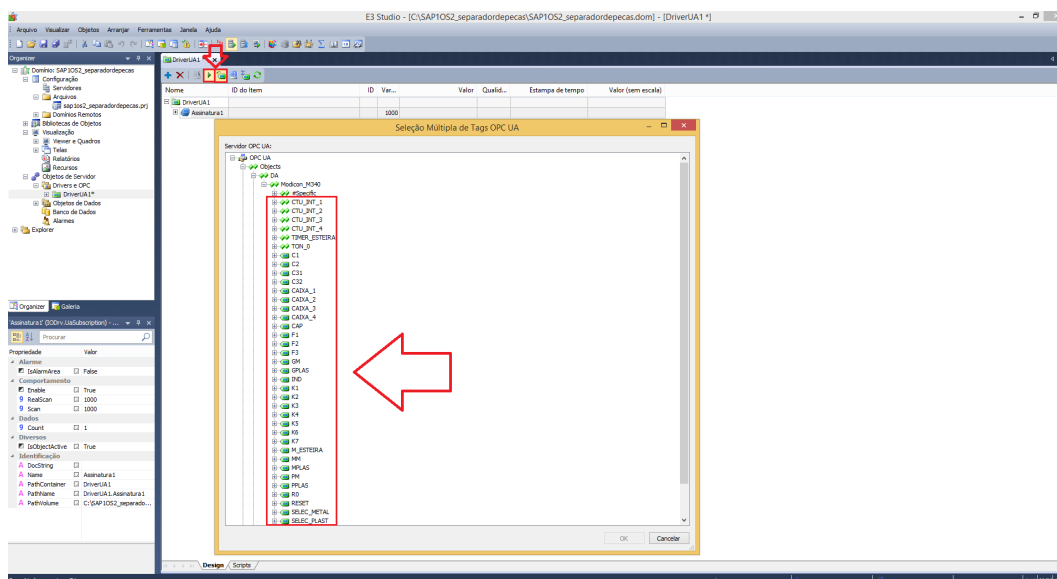 E3 Studio - [C:\SAP1OS2_separadordepecas\SAP1OS2_separadordepecas.dom] - [DriverUA1 *]
Arquivo Visualizar Objetos Arranjar Ferramentas Janela Ajuda
Organizer
Domínio: SAP1OS2_separadordepecas
Configuração
Servidores
Arquivos
sap1os2_separadordepecas.prj
Domínios Remotos
Bibliotecas de Objetos
Visualização
Viewer e Quadros
Telas
Relatórios
Recursos
Objetos de Servidor
Drivers e OPC
DriverUA1*
Objetos de Dados
Banco de Dados
Alarmes
Explorer
Organizer Galeria
'Assinatura1' (IODrv.UaSubscription) - ...
Procurar
Propriedade Valor
Alarme
IsAlarmArea False
Comportamento
Enable True
RealScan 1000
Scan 1000
Dados
Count 1
Diversos
IsObjectActive True
Identificação
DocString
Name Assinatura1
PathContainer DriverUA1
PathName DriverUA1.Assinatura1
PathVolume C:\SAP1OS2_separado...
DriverUA1
Nome ID do Item ID Var... Valor Qualid... Estampa de tempo Valor (sem escala)
DriverUA1
Assinatura1 1000
Seleção Múltipla de Tags OPC UA
Servidor OPC UA:
OPC UA
Objects
DA
Modicon_M340
#Specific
CTU_INT_1
CTU_INT_2
CTU_INT_3
CTU_INT_4
TIMER_ESTEIRA
TON_0
C1
C2
C31
C32
CAIXA_1
CAIXA_2
CAIXA_3
CAIXA_4
CAP
F1
F2
F3
GM
GPLAS
IND
K1
K2
K3
K4
K5
K6
K7
M_ESTEIRA
MM
MPLAS
PM
PPLAS
R0
RESET
SELEC_METAL
SELEC_PLAST
OK Cancelar
Design Scripts